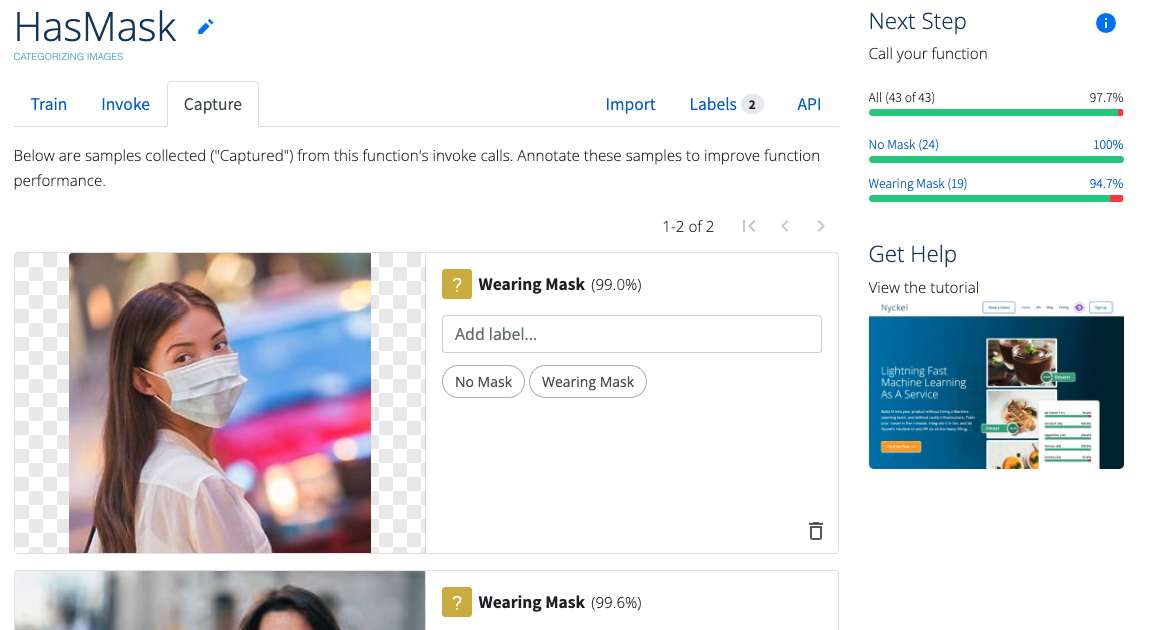 HasMask
CATEGORIZING IMAGES
Train
Invoke
Capture
Import
Labels 2
API
Below are samples collected ("Captured") from this function's invoke calls. Annotate these samples to improve function
performance.
1-2 of 2
?
Wearing Mask (99.0%)
Add label...
No Mask
Wearing Mask
?
Wearing Mask (99.6%)
Next Step
i
Call your function
All (43 of 43) 97.7%
No Mask (24) 100%
Wearing Mask (19) 94.7%
Get Help
View the tutorial
Nyckel
Lightning Fast
Machine Learning
As A Service